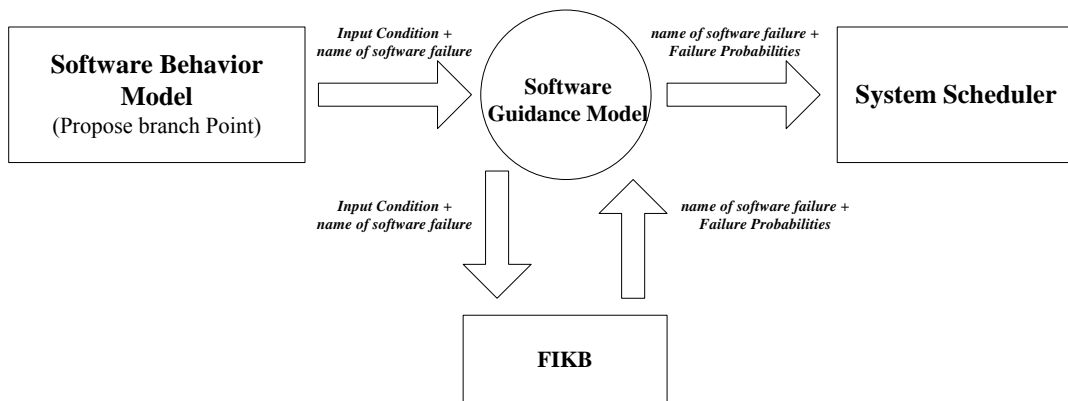 Input Condition +
name of software failure
name of software failure +
Failure Probabilities
Software Behavior
Model
(Propose branch Point)
Software
Guidance Model
System Scheduler
Input Condition +
name of software failure
name of software failure +
Failure Probabilities
FIKB